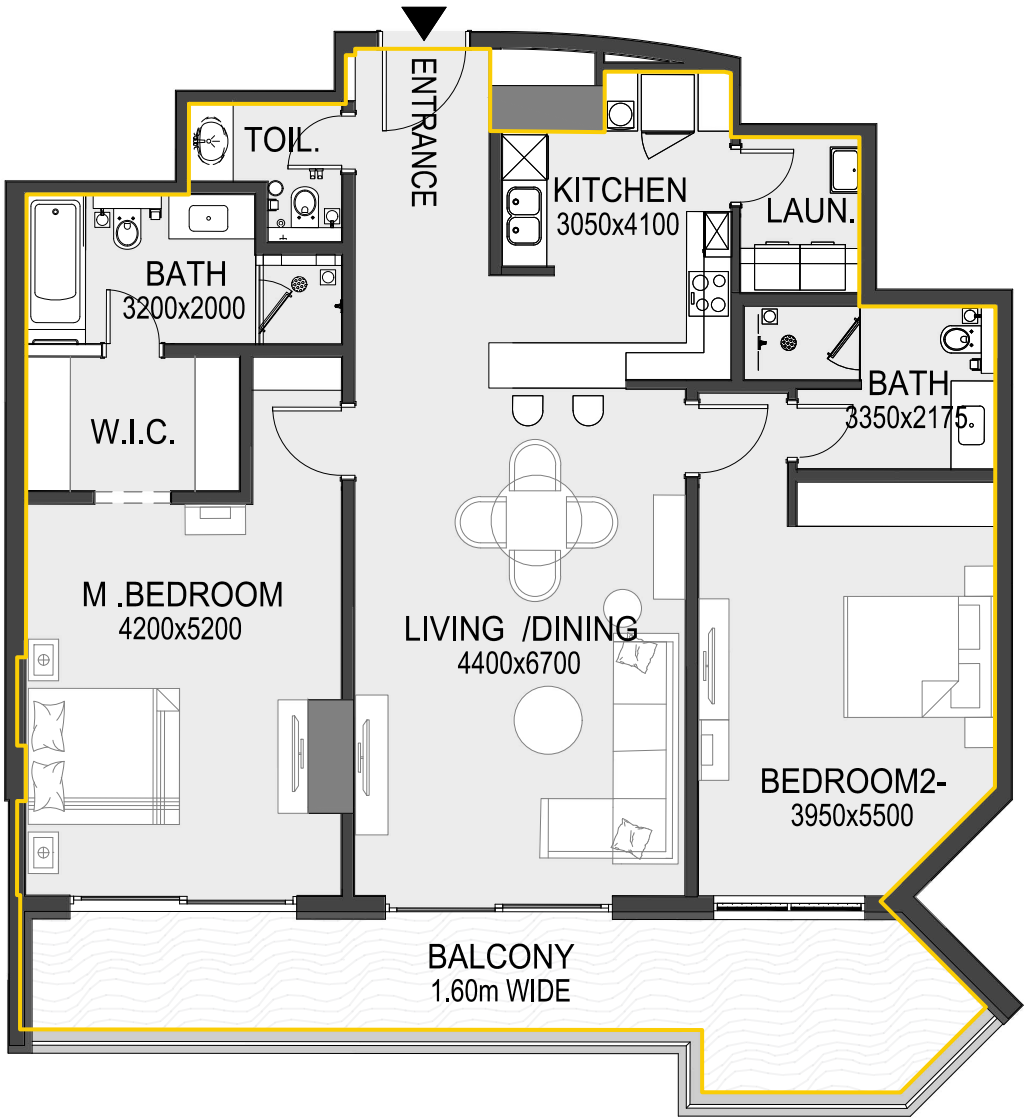 ENTRANCE
TOIL.
KITCHEN
3050x4100
LAUN.
BATH
3200x2000
BATH
3350x2175
W.I.C.
M .BEDROOM
4200x5200
LIVING /DINING
4400x6700
BEDROOM2-
3950x5500
BALCONY
1.60m WIDE